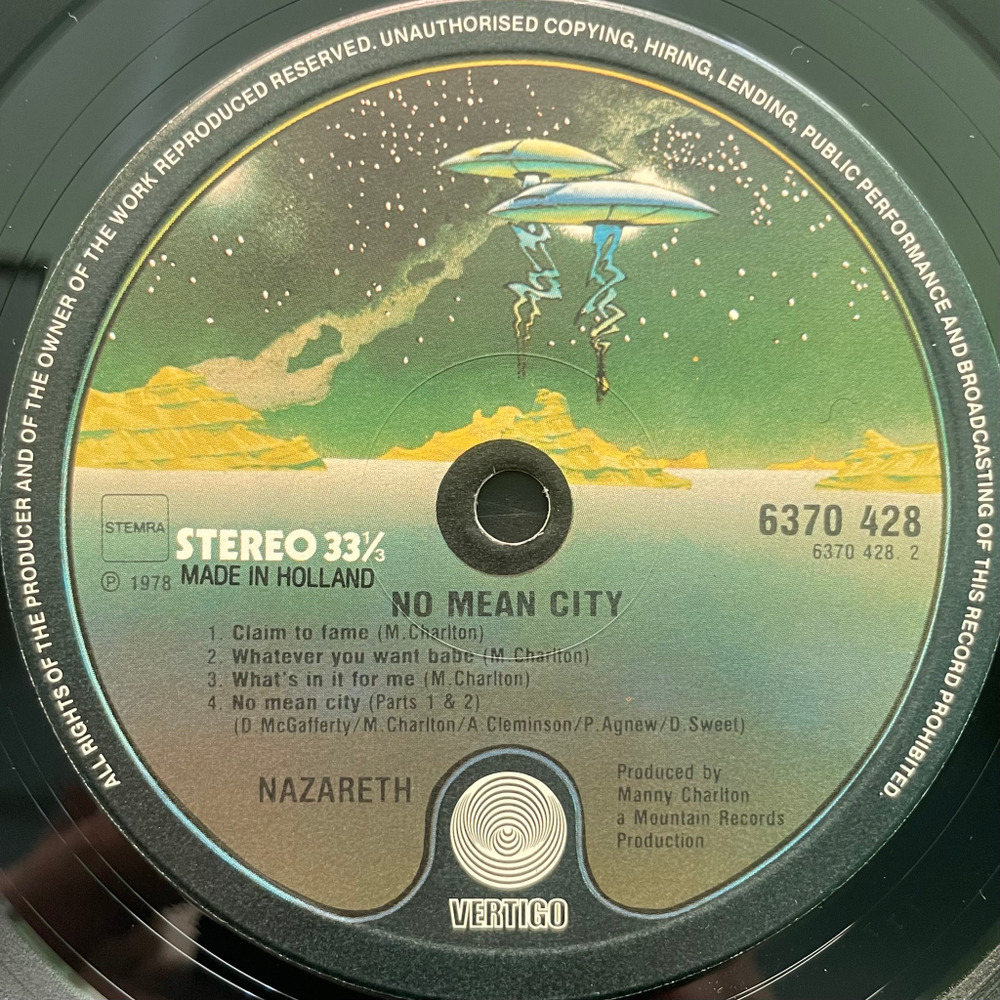 ALL RIGHTS OF THE PRODUCER AND OF THE OWNER OF THE WORK REPRODUCED RESERVED. UNAUTHORISED COPYING, HIRING, LENDING, PUBLIC PERFORMANCE AND BROADCASTING OF THIS RECORD PROHIBITED.
STEMRA
STEREO 33⅓
Ⓟ 1978 MADE IN HOLLAND
6370 428
6370 428. 2
NO MEAN CITY
1. Claim to fame (M.Charlton)
2. Whatever you want babe (M.Charlton)
3. What's in it for me (M.Charlton)
4. No mean city (Parts 1 & 2)
(D.McGafferty/M.Charlton/A.Cleminson/P.Agnew/D.Sweet)
NAZARETH
Produced by
Manny Charlton
a Mountain Records
Production
VERTIGO